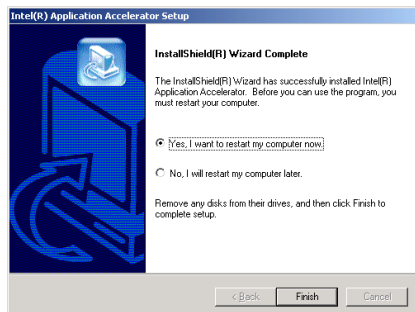 Intel(R) Application Accelerator Setup
InstallShield(R) Wizard Complete
The InstallShield(R) Wizard has successfully installed Intel(R)
Application Accelerator. Before you can use the program, you
must restart your computer.
Yes, I want to restart my computer now.
No, I will restart my computer later.
Remove any disks from their drives, and then click Finish to
complete setup.
< Back Finish Cancel